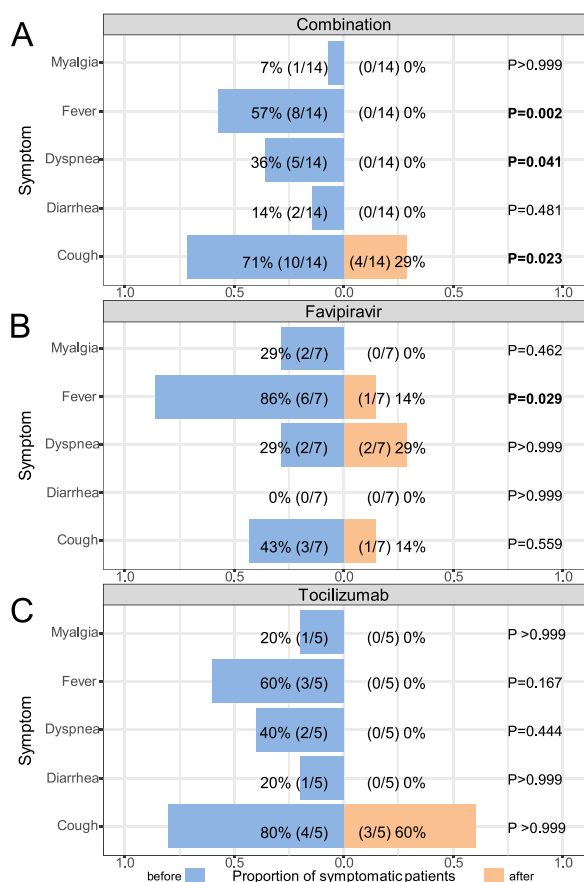 A
Combination
Symptom
Myalgia 7% (1/14) (0/14) 0% P>0.999
Fever 57% (8/14) (0/14) 0% P=0.002
Dyspnea 36% (5/14) (0/14) 0% P=0.041
Diarrhea 14% (2/14) (0/14) 0% P=0.481
Cough 71% (10/14) (4/14) 29% P=0.023
1.0 0.5 0.0 0.5 1.0
B
Favipiravir
Symptom
Myalgia 29% (2/7) (0/7) 0% P=0.462
Fever 86% (6/7) (1/7) 14% P=0.029
Dyspnea 29% (2/7) (2/7) 29% P>0.999
Diarrhea 0% (0/7) (0/7) 0% P>0.999
Cough 43% (3/7) (1/7) 14% P=0.559
1.0 0.5 0.0 0.5 1.0
C
Tocilizumab
Symptom
Myalgia 20% (1/5) (0/5) 0% P >0.999
Fever 60% (3/5) (0/5) 0% P=0.167
Dyspnea 40% (2/5) (0/5) 0% P=0.444
Diarrhea 20% (1/5) (0/5) 0% P>0.999
Cough 80% (4/5) (3/5) 60% P >0.999
1.0 0.5 0.0 0.5 1.0
before Proportion of symptomatic patients after